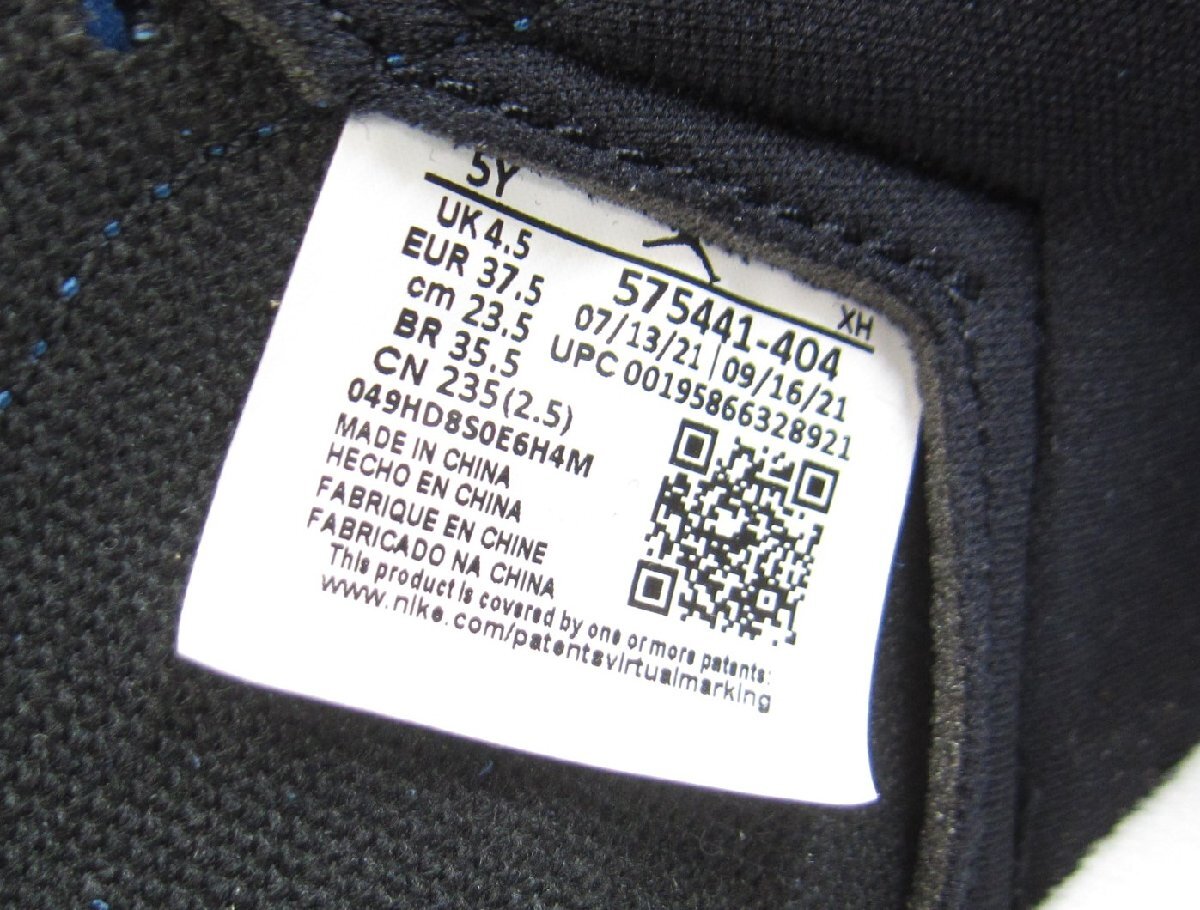 5Y
UK 4.5
EUR 37.5
cm 23.5
BR 35.5
CN 235(2.5)
049HD8S0E6H4M
MADE IN CHINA
HECHO EN CHINA
FABRIQUE EN CHINE
FABRICADO NA CHINA
This product is covered by one or more patents:
www.nike.com/patentsvirtualmarking
XH
575441-404
07/13/21|09/16/21
UPC 00195866328921